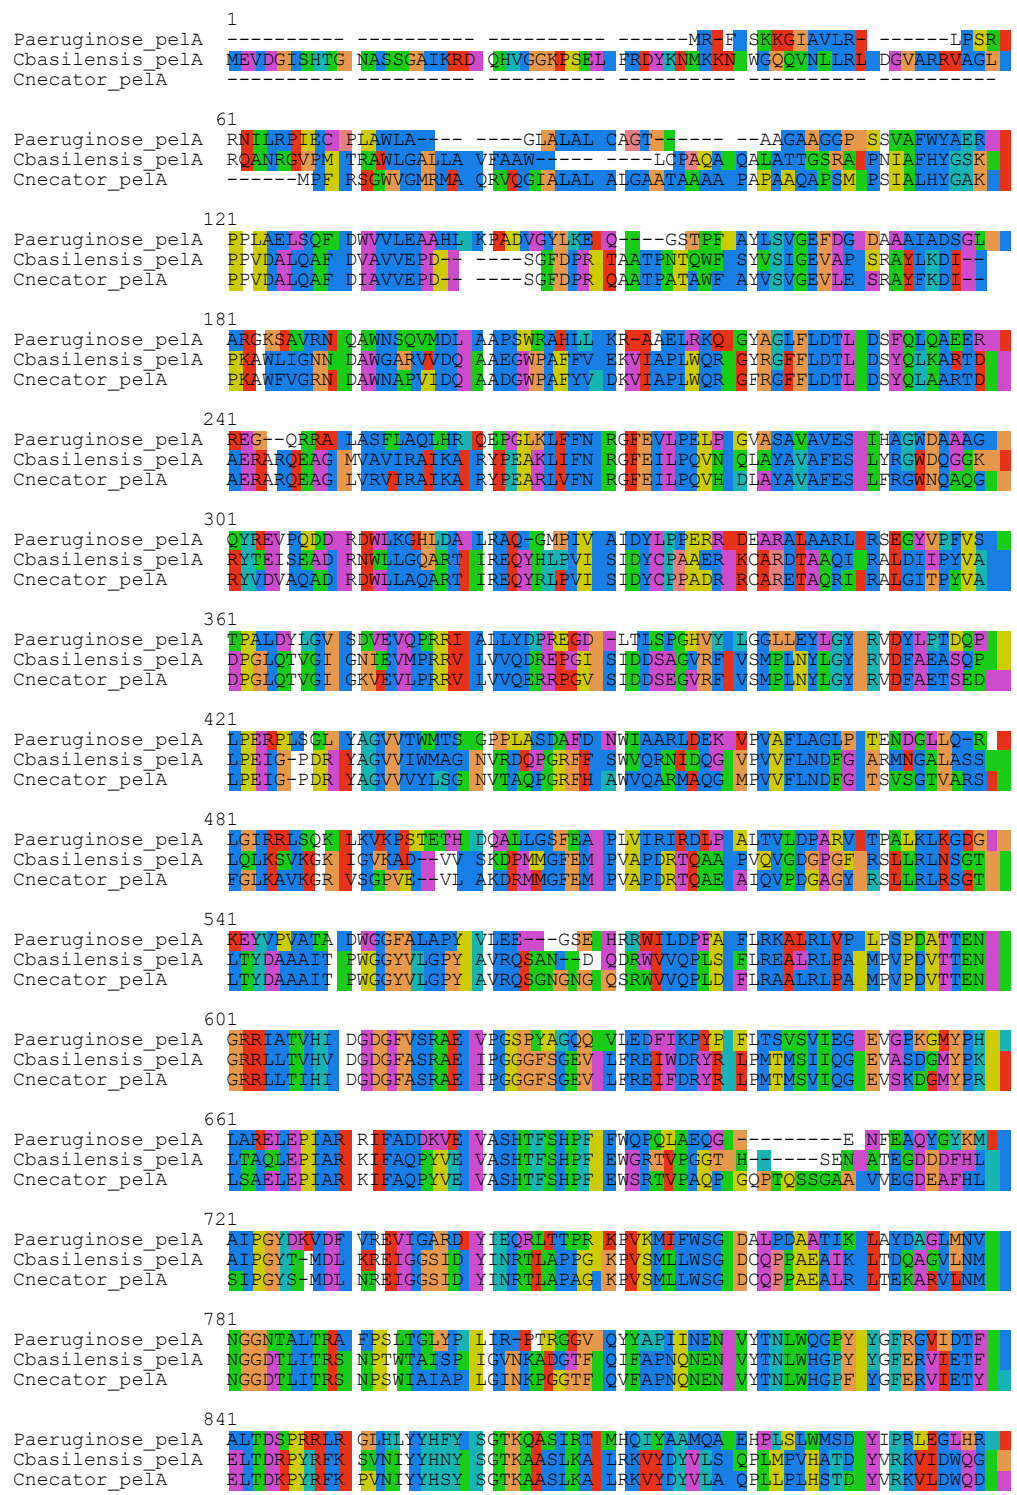 1
Paeruginose_pelA ---------- ---------- ---------- -------MR-F SKKGIAVLR- ------LPSR
Cbasilensis_pelA MEVDGISHTG NASSGAIKRD QHVGGKPSEL FRDYKNMKKN WGQQVNLLRL DGVARRVAGL
Cnecator_pelA ---------- ---------- ---------- ---------- ---------- ----------
61
Paeruginose_pelA RNILRPIEC PLAWLA---- ----GLALAL CAGT------ --AAGAAGGP SSVAFWYAER
Cbasilensis_pelA RQANRGVPM TRAWLGALLA VFAAW----- ----LCPAQA QALATTGSRA PNIAFHYGSK
Cnecator_pelA ------MPF RSGWVGMRMA QRVQGIALAL ALGAATAAAA PAPAAQAPSM PSIALHYGAK
121
Paeruginose_pelA PPLAELSQF DWVVLEAAHL KPADVGYLKE Q----GSTPF AYLSVGEFDG DAAAIADSGL
Cbasilensis_pelA PPVDALQAF DVAVVEPD-- ----SGFDPR TAATPNTQWF SYVSIGEVAP SRAYLKDI--
Cnecator_pelA PPVDALQAF DIAVVEPD-- ----SGFDPR QAATPATAWF AYVSVGEVLE SRAYFKDI--
181
Paeruginose_pelA ARGKSAVRN QAWNSQVMDL AAPSWRAHLL KR-AAELRKQ GYAGLFLDTL DSFQLQAEER
Cbasilensis_pelA PKAWLIGNN DAWGARVVDQ AAEGWPAFFV EKVIAPLWQR GYRGFFLDTL DSYQLKARTD
Cnecator_pelA PKAWFVGRN DAWNAPVIDQ AADGWPAFYV DKVIAPLWQR GFRGFFLDTL DSYQLAARTD
241
Paeruginose_pelA REG--QRRA LASFLAQLHR QEPGLKLFFN RGFEVLPELP GVASAVAVES IHAGWDAAAG
Cbasilensis_pelA AERARQEAG MVAVIRAIKA RYPEAKLIFN RGFEILPQVN QLAYAVAFES LYRGWDQGGK
Cnecator_pelA AERARQEAG LVRVIRAIKA RYPEARLVFN RGFEILPQVH DLAYAVAFES LFRGWNQAQG
301
Paeruginose_pelA QYREVPQDD RDWLKGHLDA LRAQ-GMPIV AIDYLPPERR DEARALAARL RSEGYVPFVS
Cbasilensis_pelA RYTEISEAD RNWLLGQART IREQYHLPVI SIDYCPAAER KCARDTAAQI RALDIIPYVA
Cnecator_pelA RYVDVAQAD RDWLLAQART IREQYRLPVI SIDYCPPADR RCARETAQRI RALGITPYVA
361
Paeruginose_pelA TPALDYLGV SDVEVQPRRI ALLYDPREGD -LTLSPGHVY LGGLLEYLGY RVDYLPTDQP
Cbasilensis_pelA DPGLQTVGI GNIEVMPRRV LVVQDREPGI SIDDSAGVRF VSMPLNYLGY RVDFAEASQP
Cnecator_pelA DPGLQTVGI GKVEVLPRRV LVVQERRPGV SIDDSEGVRF VSMPLNYLGY RVDFAETSED
421
Paeruginose_pelA LPERPLSGL YAGVVTWMTS GPPLASDAFD NWIAARLDEK VPVAFLAGLP TENDGLLQ-R
Cbasilensis_pelA LPEIG-PDR YAGVVIWMAG NVRDQPGRFF SWVQRNIDQG VPVVFLNDFG ARMNGALASS
Cnecator_pelA LPEIG-PDR YAGVVVYLSG NVTAQPGRFH AWVQARMAQG MPVVFLNDFG TSVSGTVARS
481
Paeruginose_pelA LGIRRLSQK LKVKPSTETH DQALLGSFEA PLVIRIRDLP ALTVLDPARV TPALKLKGDG
Cbasilensis_pelA LQLKSVKGK IGVKAD--VV SKDPMMGFEM PVAPDRTQAA PVQVGDGPGF RSLLRLNSGT
Cnecator_pelA FGLKAVKGR VSGPVE--VL AKDRMMGFEM PVAPDRTQAE AIQVPDGAGY RSLLRLRSGT
541
Paeruginose_pelA KEYVPVATA DWGGFALAPY VLEE---GSE HRRWILDPFA FLRKALRLVP LPSPDATTEN
Cbasilensis_pelA LTYDAAAIT PWGGYVLGPY AVRQSAN--D QDRWVVQPLS FLREALRLPA MPVPDVTTEN
Cnecator_pelA LTYDAAAIT PWGGYVLGPY AVRQSGNGNG QSRWVVQPLD FLRAALRLPA MPVPDVTTEN
601
Paeruginose_pelA GRRIATVHI DGDGFVSRAE VPGSPYAGQQ VLEDFIKPYP FLTSVSVIEG EVGPKGMYPH
Cbasilensis_pelA GRRLLTVHV DGDGFASRAE IPGGGFSGEV LFREIWDRYR LPMTMSIIQG EVASDGMYPK
Cnecator_pelA GRRLLTIHI DGDGFASRAE IPGGGFSGEV LFREIFDRYR LPMTMSVIQG EVSKDGMYPR
661
Paeruginose_pelA LARELEPIAR RIFADDKVE VASHTFSHPF FWQPQLAEQG ---------E NFEAQYGYKM
Cbasilensis_pelA LTAQLEPIAR KIFAQPYVE VASHTFSHPF EWGRTVPGGT H------SEN ATEGDDDFHL
Cnecator_pelA LSAELEPIAR KIFAQPYVE VASHTFSHPF EWSRTVPAQP GQPTQSSGAA VVEGDEAFHL
721
Paeruginose_pelA AIPGYDKVDF VREVIGARD YIEQRLTTPR KPVKMIFWSG DALPDAATIK LAYDAGLMNV
Cbasilensis_pelA AIPGYT-MDL KREIGGSID YINRTLAPPG KPVSMLLWSG DCQPPAEAIK LTDQAGVLNM
Cnecator_pelA SIPGYS-MDL NREIGGSID YINRTLAPAG KPVSMLLWSG DCQPPAEALR LTEKARVLNM
781
Paeruginose_pelA NGGNTALTRA FPSLTGLYP LIR-PTRGGV QYYAPIINEN VYTNLWQGPY YGFRGVIDTF
Cbasilensis_pelA NGGDTLITRS NPTWTAISP IGVNKADGTF QIFAPNQNEN VYTNLWHGPY YGFERVIETF
Cnecator_pelA NGGDTLITRS NPSWIAIAP LGINKPGGTF QVFAPNQNEN VYTNLWHGPF YGFERVIETY
841
Paeruginose_pelA ALTDSPRRLR GLHLYYHFY SGTKQASIRT MHQIYAAMQA EHPLSLWMSD YIPRLEGLHR
Cbasilensis_pelA ELTDRPYRFK SVNIYYHNY SGTKAASLKA LRKVYDYVLS QPLMPVHATD YVRKVIDWQG
Cnecator_pelA ELTDKPYRFK PVNIYYHSY SGTKAASLKA LRKVYDYVLA QPLLPLHSTD YVRKVLDWQD